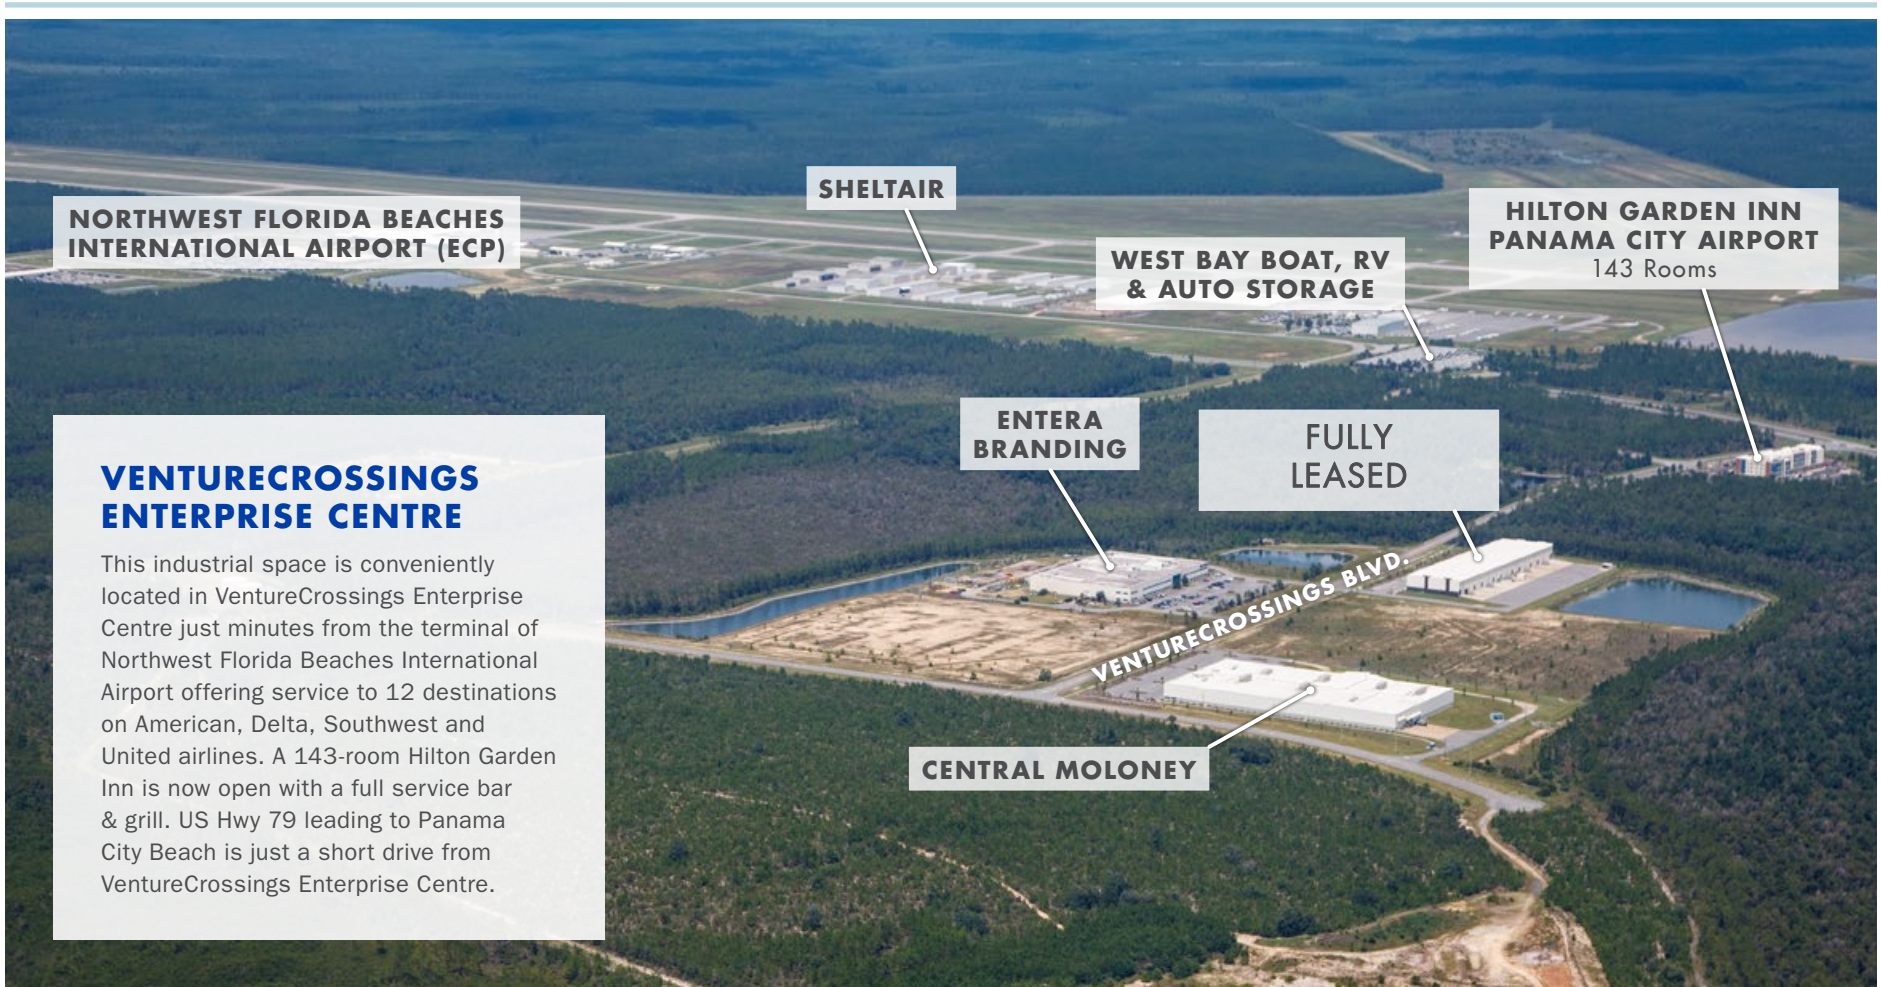 SHELTAIR
NORTHWEST FLORIDA BEACHES
INTERNATIONAL AIRPORT (ECP)
HILTON GARDEN INN
PANAMA CITY AIRPORT
143 Rooms
WEST BAY BOAT, RV
& AUTO STORAGE
ENTERA
BRANDING
FULLY
LEASED
VENTURECROSSINGS
ENTERPRISE CENTRE
This industrial space is conveniently
located in VentureCrossings Enterprise
Centre just minutes from the terminal of
Northwest Florida Beaches International
Airport offering service to 12 destinations
on American, Delta, Southwest and
United airlines. A 143-room Hilton Garden
Inn is now open with a full service bar
& grill. US Hwy 79 leading to Panama
City Beach is just a short drive from
VentureCrossings Enterprise Centre.
VENTURECROSSINGS BLVD.
CENTRAL MOLONEY